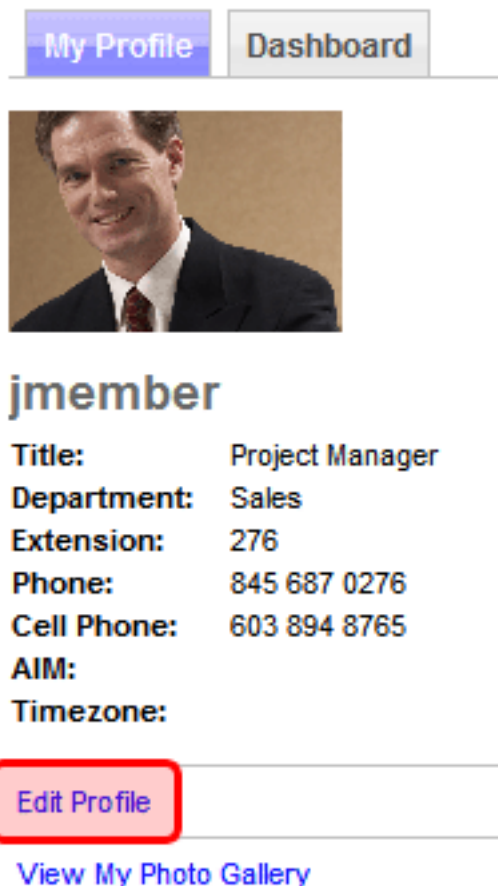 My Profile Dashboard
jmember
Title: Project Manager
Department: Sales
Extension: 276
Phone: 845 687 0276
Cell Phone: 603 894 8765
AIM:
Timezone:
Edit Profile
View My Photo Gallery